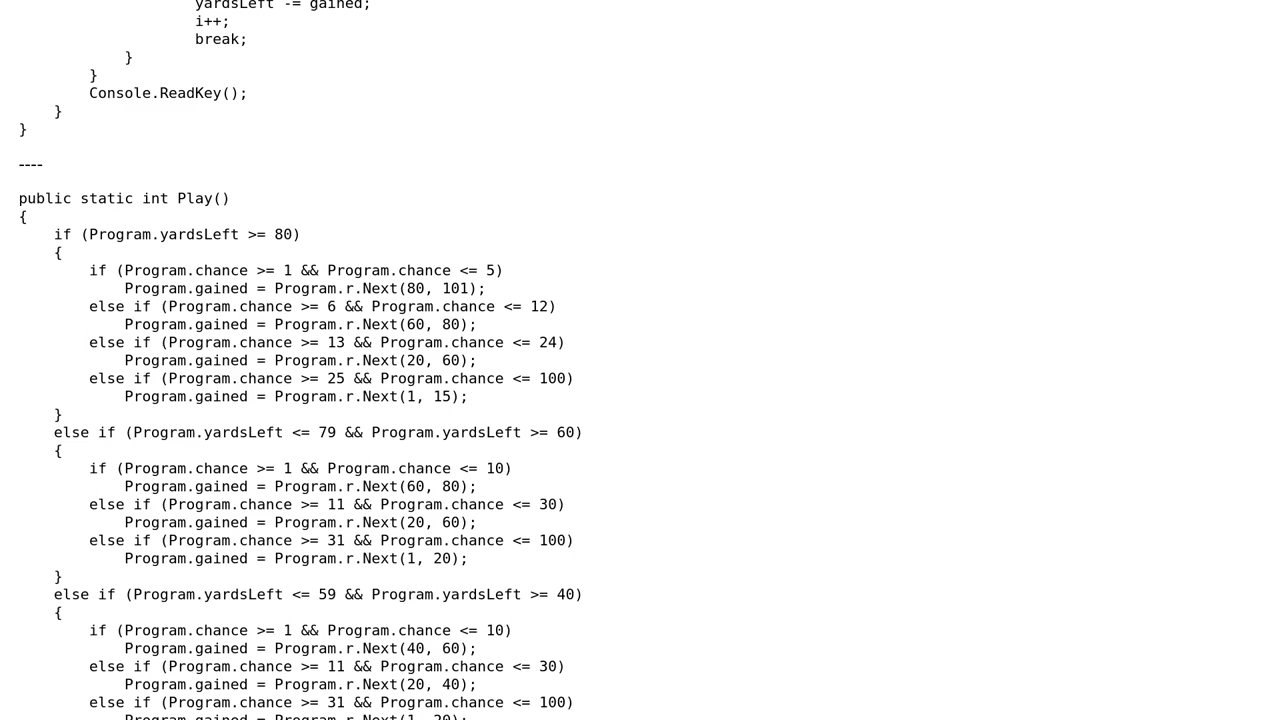 yardsLeft -= gained;
i++;
break;
}
}
Console.ReadKey();
}
}
----
public static int Play()
{
if (Program.yardsLeft >= 80)
{
if (Program.chance >= 1 && Program.chance <= 5)
Program.gained = Program.r.Next(80, 101);
else if (Program.chance >= 6 && Program.chance <= 12)
Program.gained = Program.r.Next(60, 80);
else if (Program.chance >= 13 && Program.chance <= 24)
Program.gained = Program.r.Next(20, 60);
else if (Program.chance >= 25 && Program.chance <= 100)
Program.gained = Program.r.Next(1, 15);
}
else if (Program.yardsLeft <= 79 && Program.yardsLeft >= 60)
{
if (Program.chance >= 1 && Program.chance <= 10)
Program.gained = Program.r.Next(60, 80);
else if (Program.chance >= 11 && Program.chance <= 30)
Program.gained = Program.r.Next(20, 60);
else if (Program.chance >= 31 && Program.chance <= 100)
Program.gained = Program.r.Next(1, 20);
}
else if (Program.yardsLeft <= 59 && Program.yardsLeft >= 40)
{
if (Program.chance >= 1 && Program.chance <= 10)
Program.gained = Program.r.Next(40, 60);
else if (Program.chance >= 11 && Program.chance <= 30)
Program.gained = Program.r.Next(20, 40);
else if (Program.chance >= 31 && Program.chance <= 100)
Program.gained = Program.r.Next(1, 20);